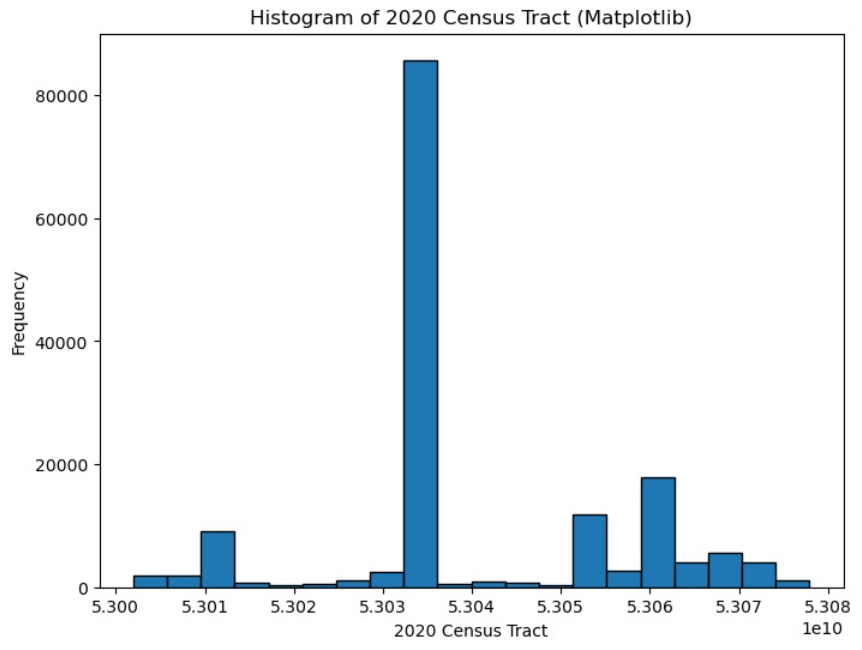 Histogram of 2020 Census Tract (Matplotlib)
80000
60000
40000
20000
0
Frequency
5.300 5.301 5.302 5.303 5.304 5.305 5.306 5.307 5.308
1e10
2020 Census Tract